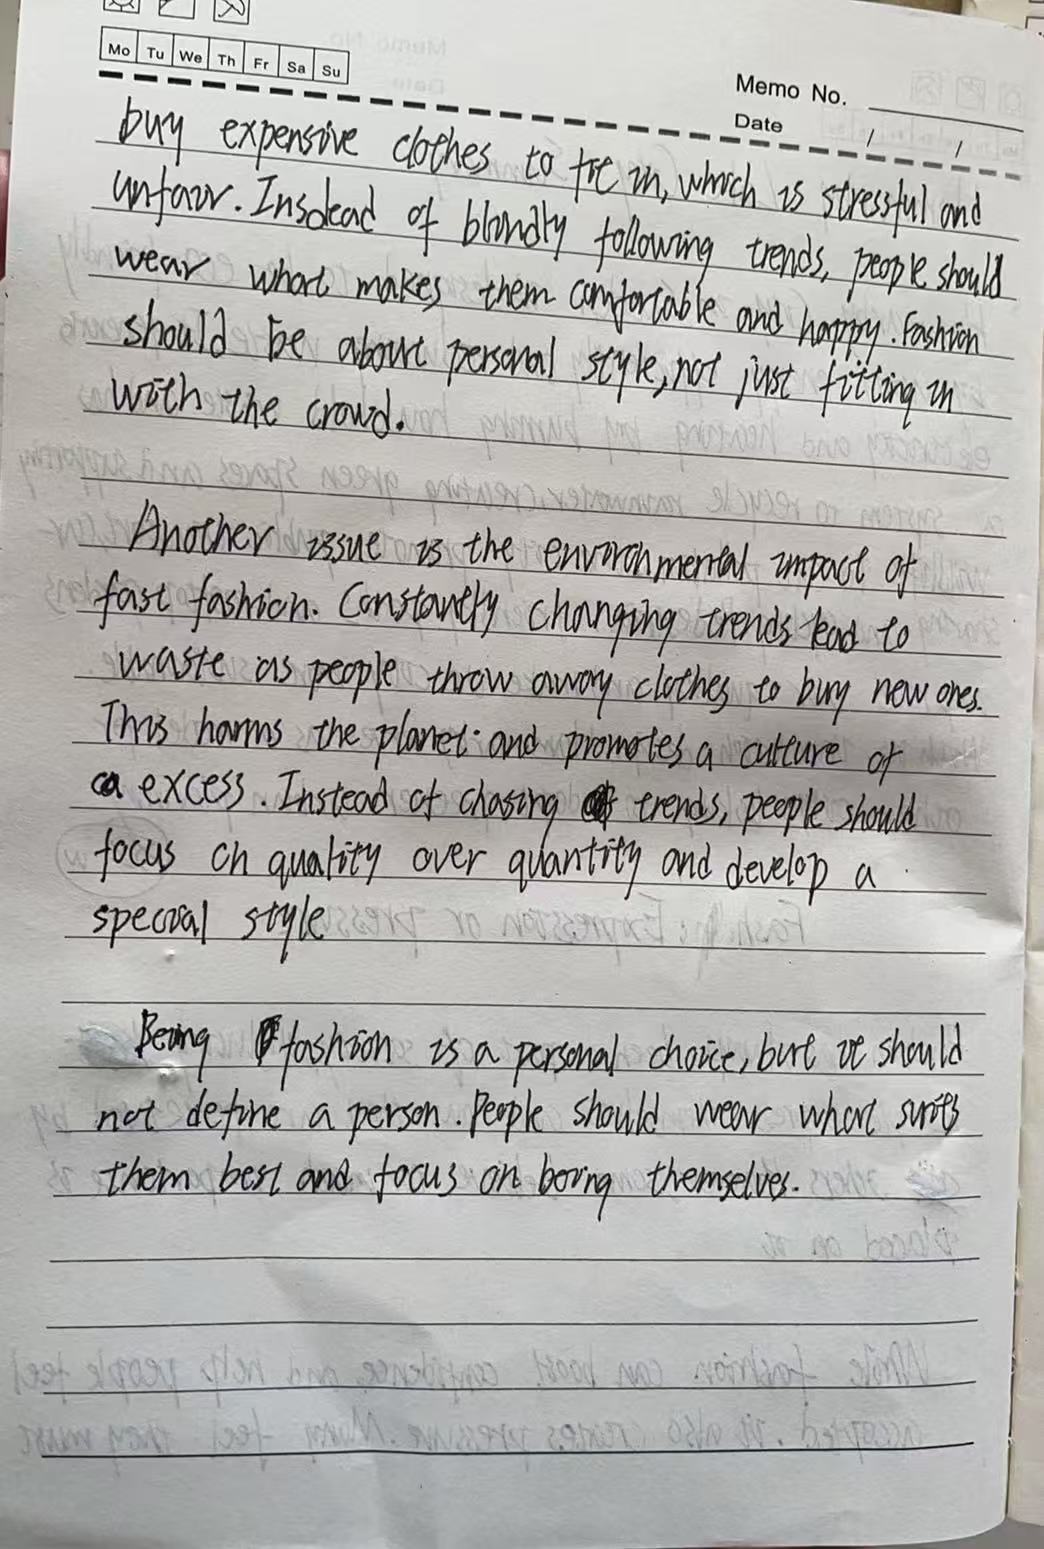 Mo Tu We Th Fr Sa Su
Memo No.
Date / /
buy expensive clothes to fit in, which is stressful and
unfair. Instead of blindly following trends, people should
wear what makes them comfortable and happy. Fashion
should be about personal style, not just fitting in
with the crowd.
Another issue is the environmental impact of
fast fashion. Constantly changing trends lead to
waste as people throw away clothes to buy new ones.
This harms the planet and promotes a culture of
excess. Instead of chasing trends, people should
focus on quality over quantity and develop a
special style
Being fashion is a personal choice, but it should
not define a person. People should wear what suits
them best and focus on being themselves.